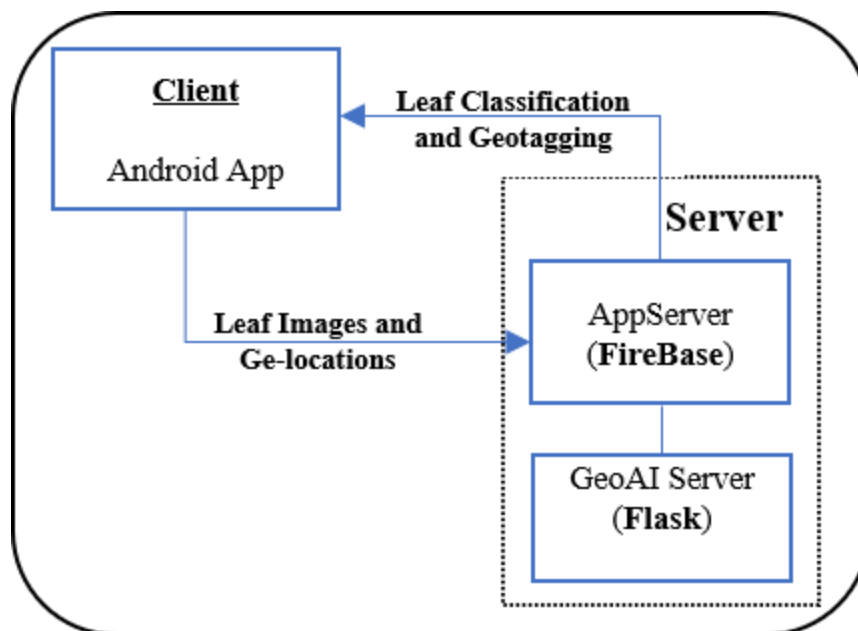 Client
Android App
Leaf Classification
and Geotagging
Server
Leaf Images and
Ge-locations
AppServer
(FireBase)
GeoAI Server
(Flask)